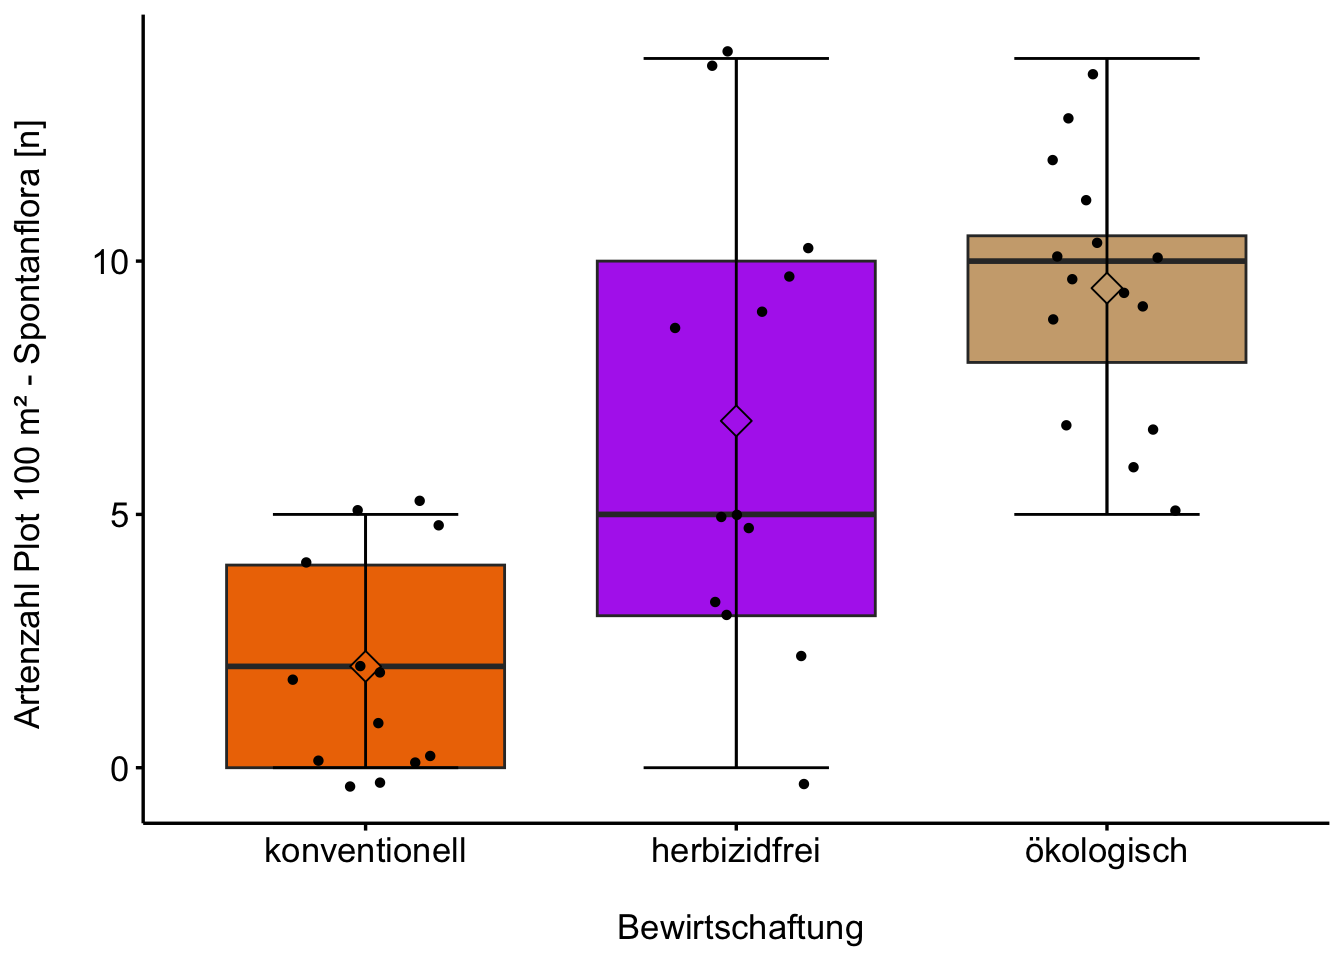 Artenzahl Plot 100 m² - Spontanflora [n]
10
5
0
konventionell herbizidfrei ökologisch
Bewirtschaftung